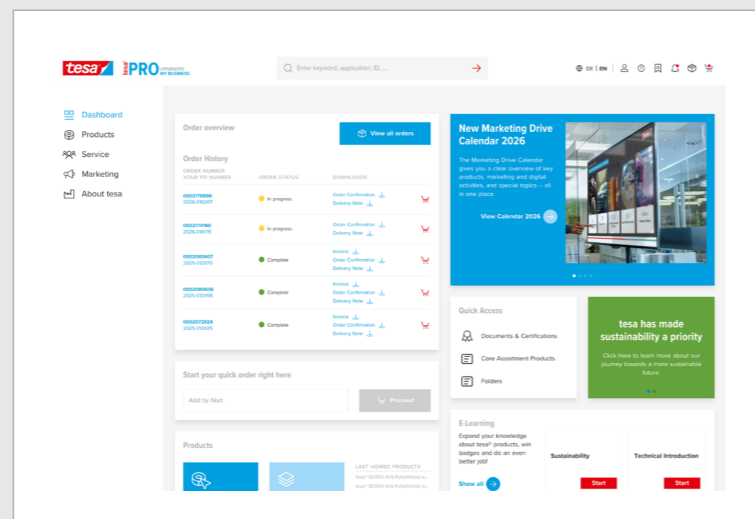 tesa
tesa PRO UPGRADES
MY BUSINESS
Enter keyword, application, ID, ...
DE | EN
Dashboard
Products
Service
Marketing
About tesa
Order overview
View all orders
Order History
ORDER NUMBER
YOUR PO NUMBER
ORDER STATUS
DOWNLOADS
In progress
Order Confirmation
Delivery Note
In progress
Order Confirmation
Delivery Note
0002083407
Complete
Invoice
Order Confirmation
Delivery Note
Complete
Invoice
Order Confirmation
Delivery Note
0002072824
Complete
Invoice
Order Confirmation
Delivery Note
Start your quick order right here
Add by Nart
Proceed
Products
LAST VIEWED PRODUCTS
New Marketing Drive
Calendar 2026
The Marketing Drive Calendar
gives you a clear overview of key
products, marketing and digital
activities, and special topics – all
in one place.
View Calendar 2026
Quick Access
Documents & Certifications
Core Assortment Products
Folders
tesa has made
sustainability a priority
Click here to learn more about our
journey towards a more sustainable
future.
E-Learning
Expand your knowledge
about tesa® products, win
badges and do an even
better job!
Show all
Sustainability
Start
Technical Introduction
Start